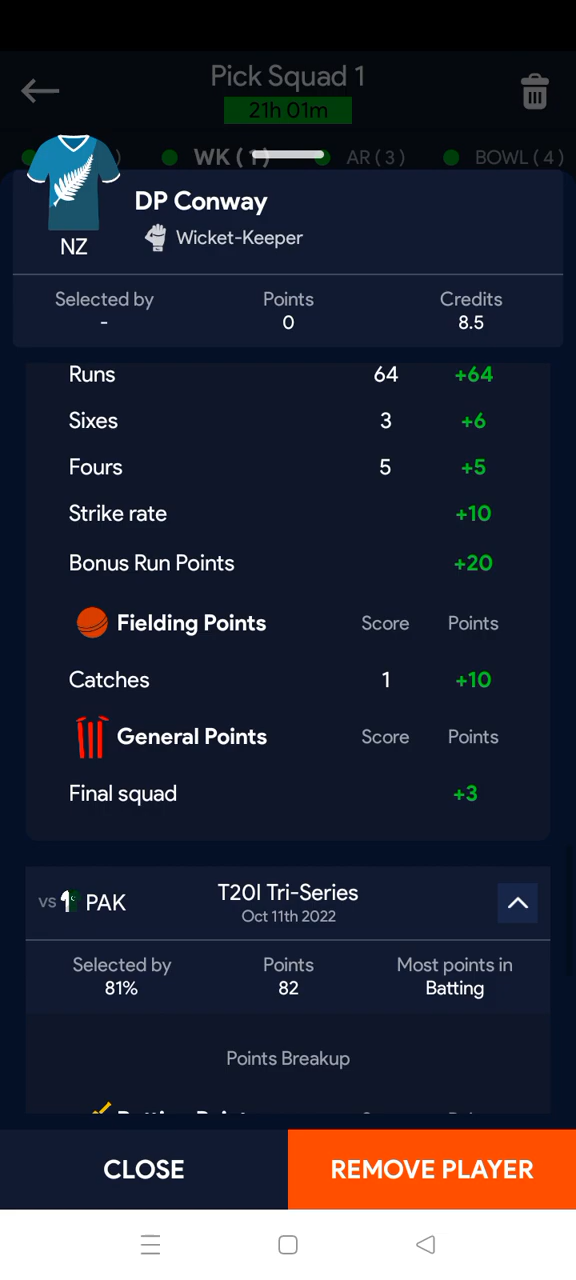 Pick Squad 1
21h 01m
WK ( 1 )
AR ( 3 )
BOWL ( 4 )
DP Conway
NZ
Wicket-Keeper
Selected by Points Credits
- 0 8.5
Runs 64 +64
Sixes 3 +6
Fours 5 +5
Strike rate +10
Bonus Run Points +20
Fielding Points Score Points
Catches 1 +10
General Points Score Points
Final squad +3
vs PAK
T20I Tri-Series
Oct 11th 2022
Selected by Points Most points in
81% 82 Batting
Points Breakup
CLOSE
REMOVE PLAYER